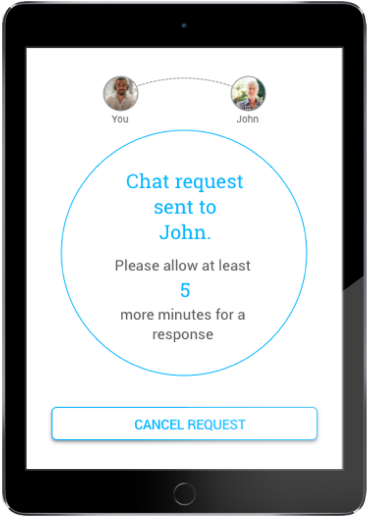 You
John
Chat request
sent to
John.
Please allow at least
5
more minutes for a
response
CANCEL REQUEST